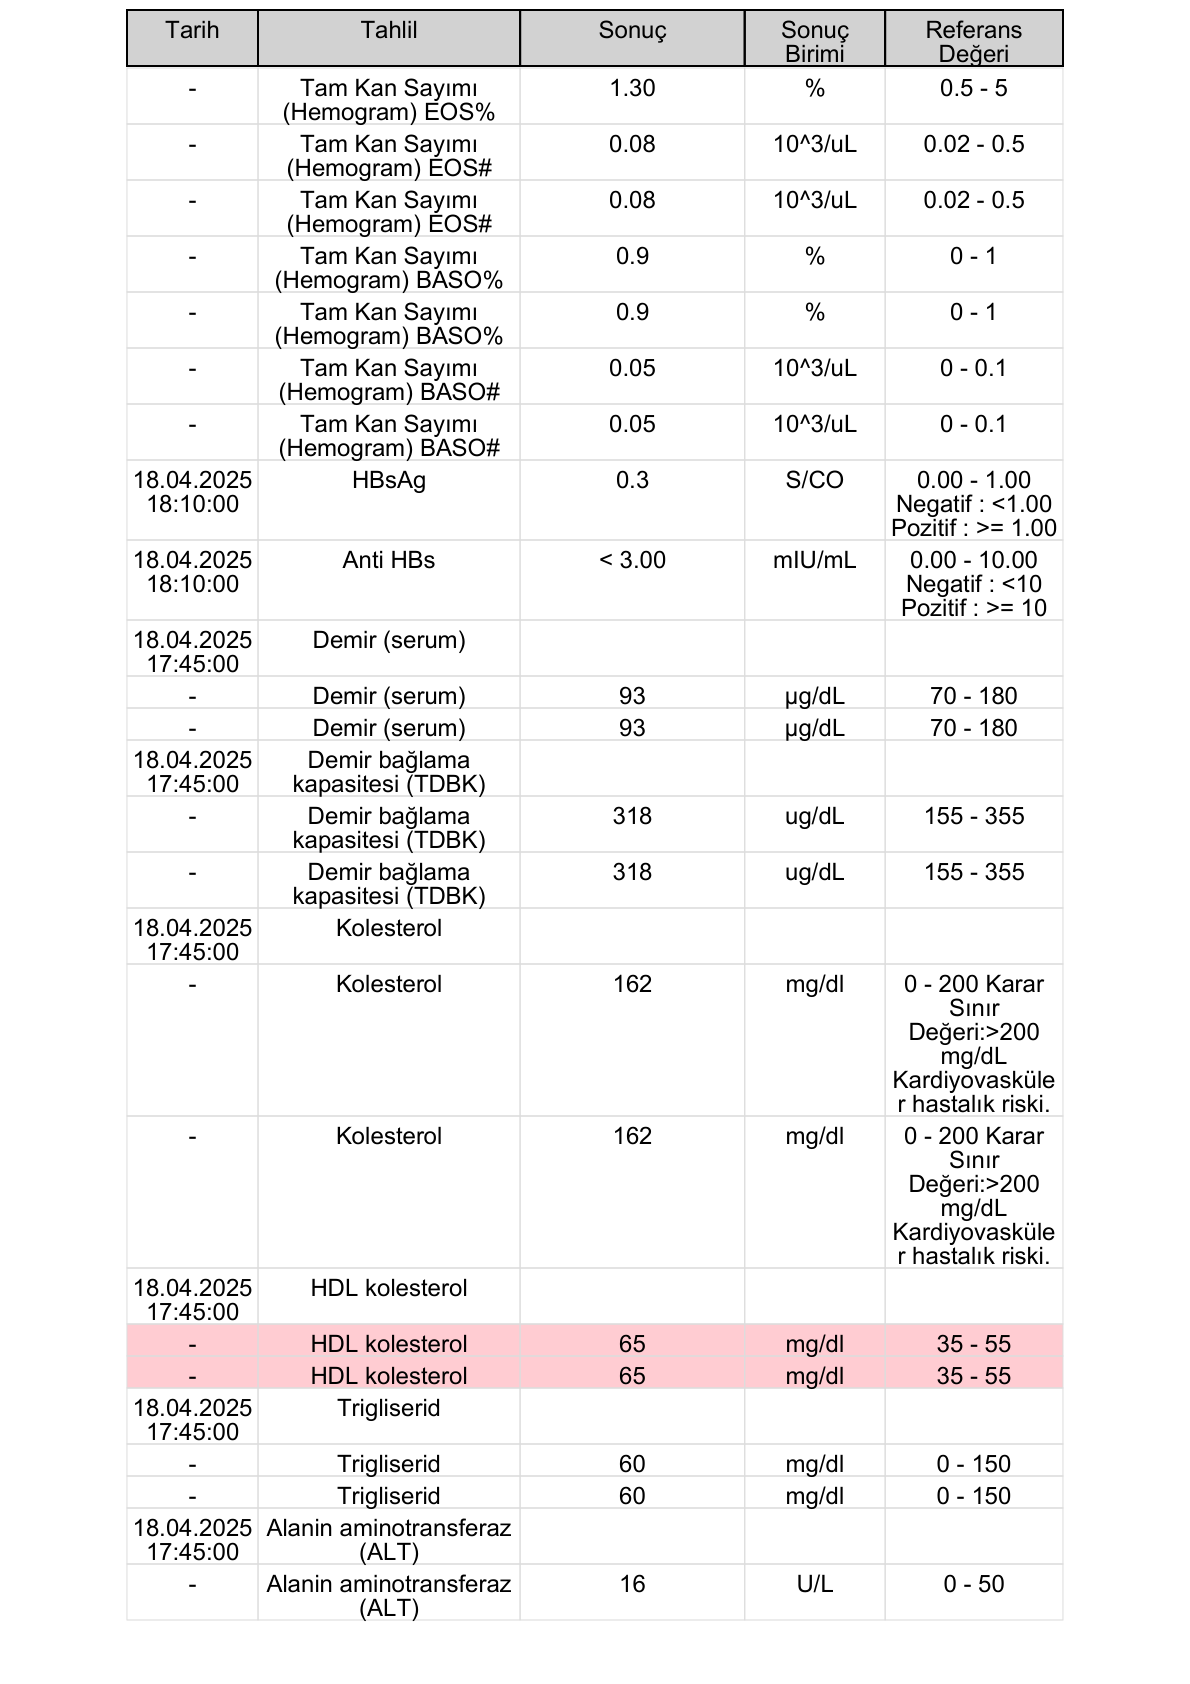 Tarih Tahlil Sonuç Sonuç Birimi Referans Değeri
- Tam Kan Sayımı (Hemogram) EOS% 1.30 % 0.5 - 5
- Tam Kan Sayımı (Hemogram) EOS# 0.08 10^3/uL 0.02 - 0.5
- Tam Kan Sayımı (Hemogram) EOS# 0.08 10^3/uL 0.02 - 0.5
- Tam Kan Sayımı (Hemogram) BASO% 0.9 % 0 - 1
- Tam Kan Sayımı (Hemogram) BASO% 0.9 % 0 - 1
- Tam Kan Sayımı (Hemogram) BASO# 0.05 10^3/uL 0 - 0.1
- Tam Kan Sayımı (Hemogram) BASO# 0.05 10^3/uL 0 - 0.1
18.04.2025 HBsAg 0.3 S/CO 0.00 - 1.00
18:10:00 Negatif : <1.00
Pozitif : >= 1.00
18.04.2025 Anti HBs < 3.00 mIU/mL 0.00 - 10.00
18:10:00 Negatif : <10
Pozitif : >= 10
18.04.2025 Demir (serum)
17:45:00
- Demir (serum) 93 µg/dL 70 - 180
- Demir (serum) 93 µg/dL 70 - 180
18.04.2025 Demir bağlama
17:45:00 kapasitesi (TDBK)
- Demir bağlama kapasitesi (TDBK) 318 ug/dL 155 - 355
- Demir bağlama kapasitesi (TDBK) 318 ug/dL 155 - 355
18.04.2025 Kolesterol
17:45:00
- Kolesterol 162 mg/dl 0 - 200 Karar
Sınır
Değeri:>200
mg/dL
Kardiyovasküle
r hastalık riski.
- Kolesterol 162 mg/dl 0 - 200 Karar
Sınır
Değeri:>200
mg/dL
Kardiyovasküle
r hastalık riski.
18.04.2025 HDL kolesterol
17:45:00
- HDL kolesterol 65 mg/dl 35 - 55
- HDL kolesterol 65 mg/dl 35 - 55
18.04.2025 Trigliserid
17:45:00
- Trigliserid 60 mg/dl 0 - 150
- Trigliserid 60 mg/dl 0 - 150
18.04.2025 Alanin aminotransferaz
17:45:00 (ALT)
- Alanin aminotransferaz (ALT) 16 U/L 0 - 50